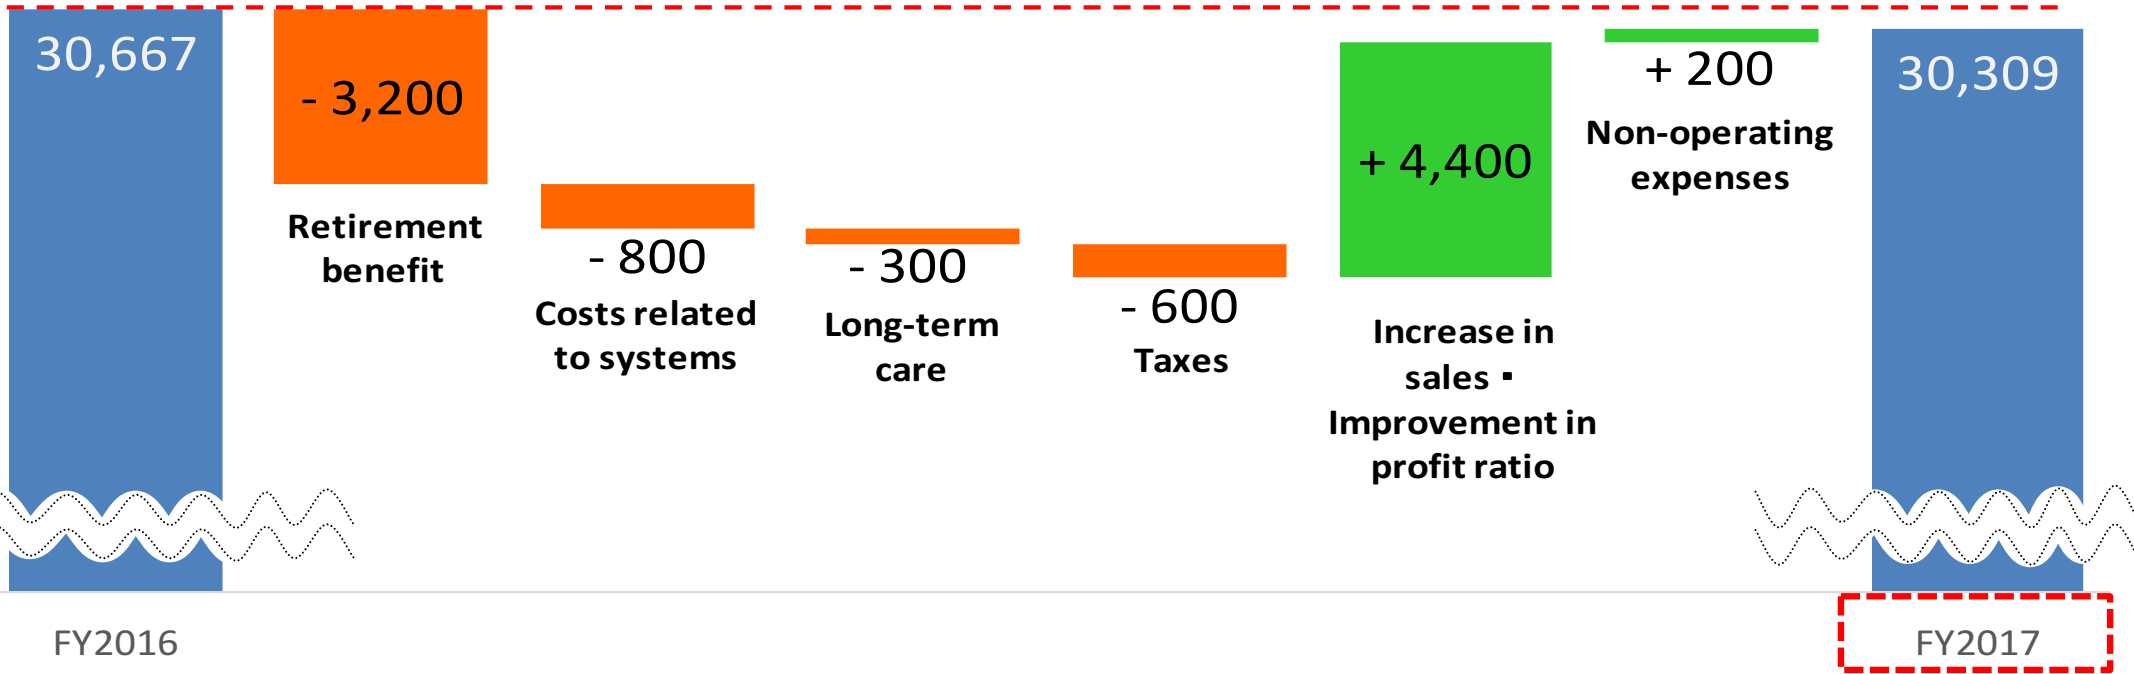 30,667
- 3,200
Retirement
benefit
- 800
Costs related
to systems
- 300
Long-term
care
- 600
Taxes
+ 4,400
Increase in
sales ▪
Improvement in
profit ratio
+ 200
Non-operating
expenses
30,309
FY2016
FY2017